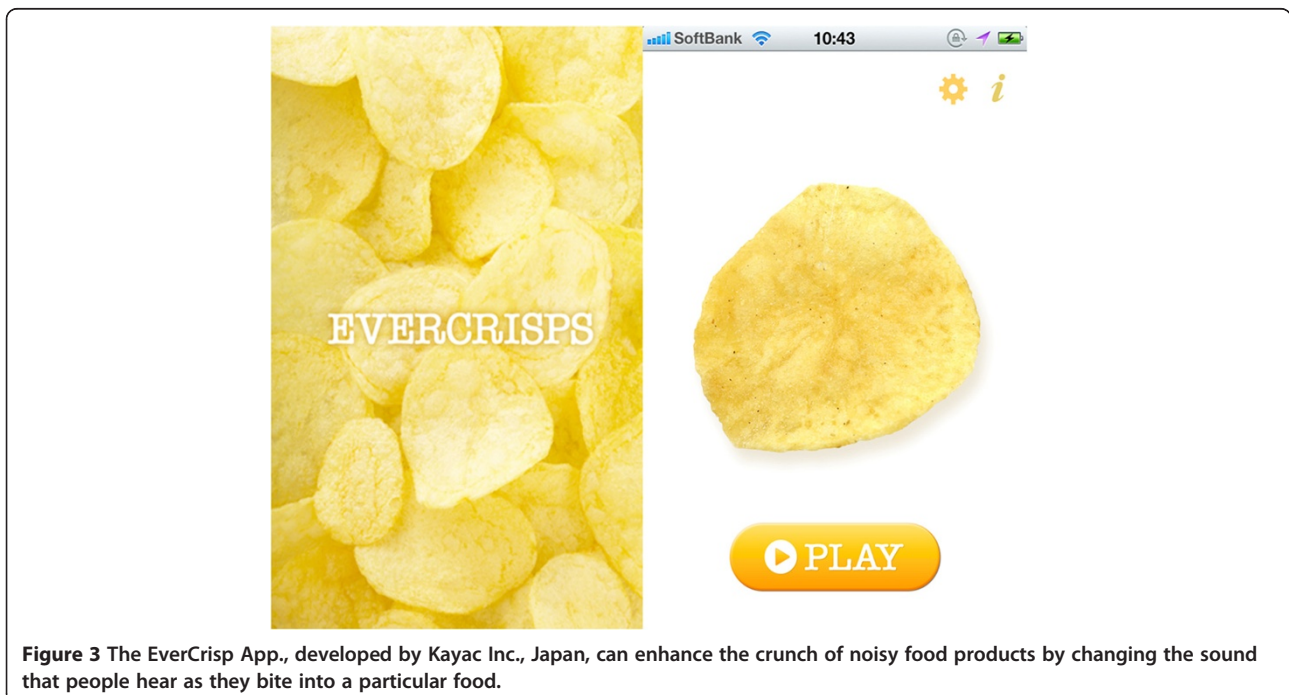 EVERCRISPS
SoftBank 10:43
i
PLAY
Figure 3 The EverCrisp App., developed by Kayac Inc., Japan, can enhance the crunch of noisy food products by changing the sound
that people hear as they bite into a particular food.